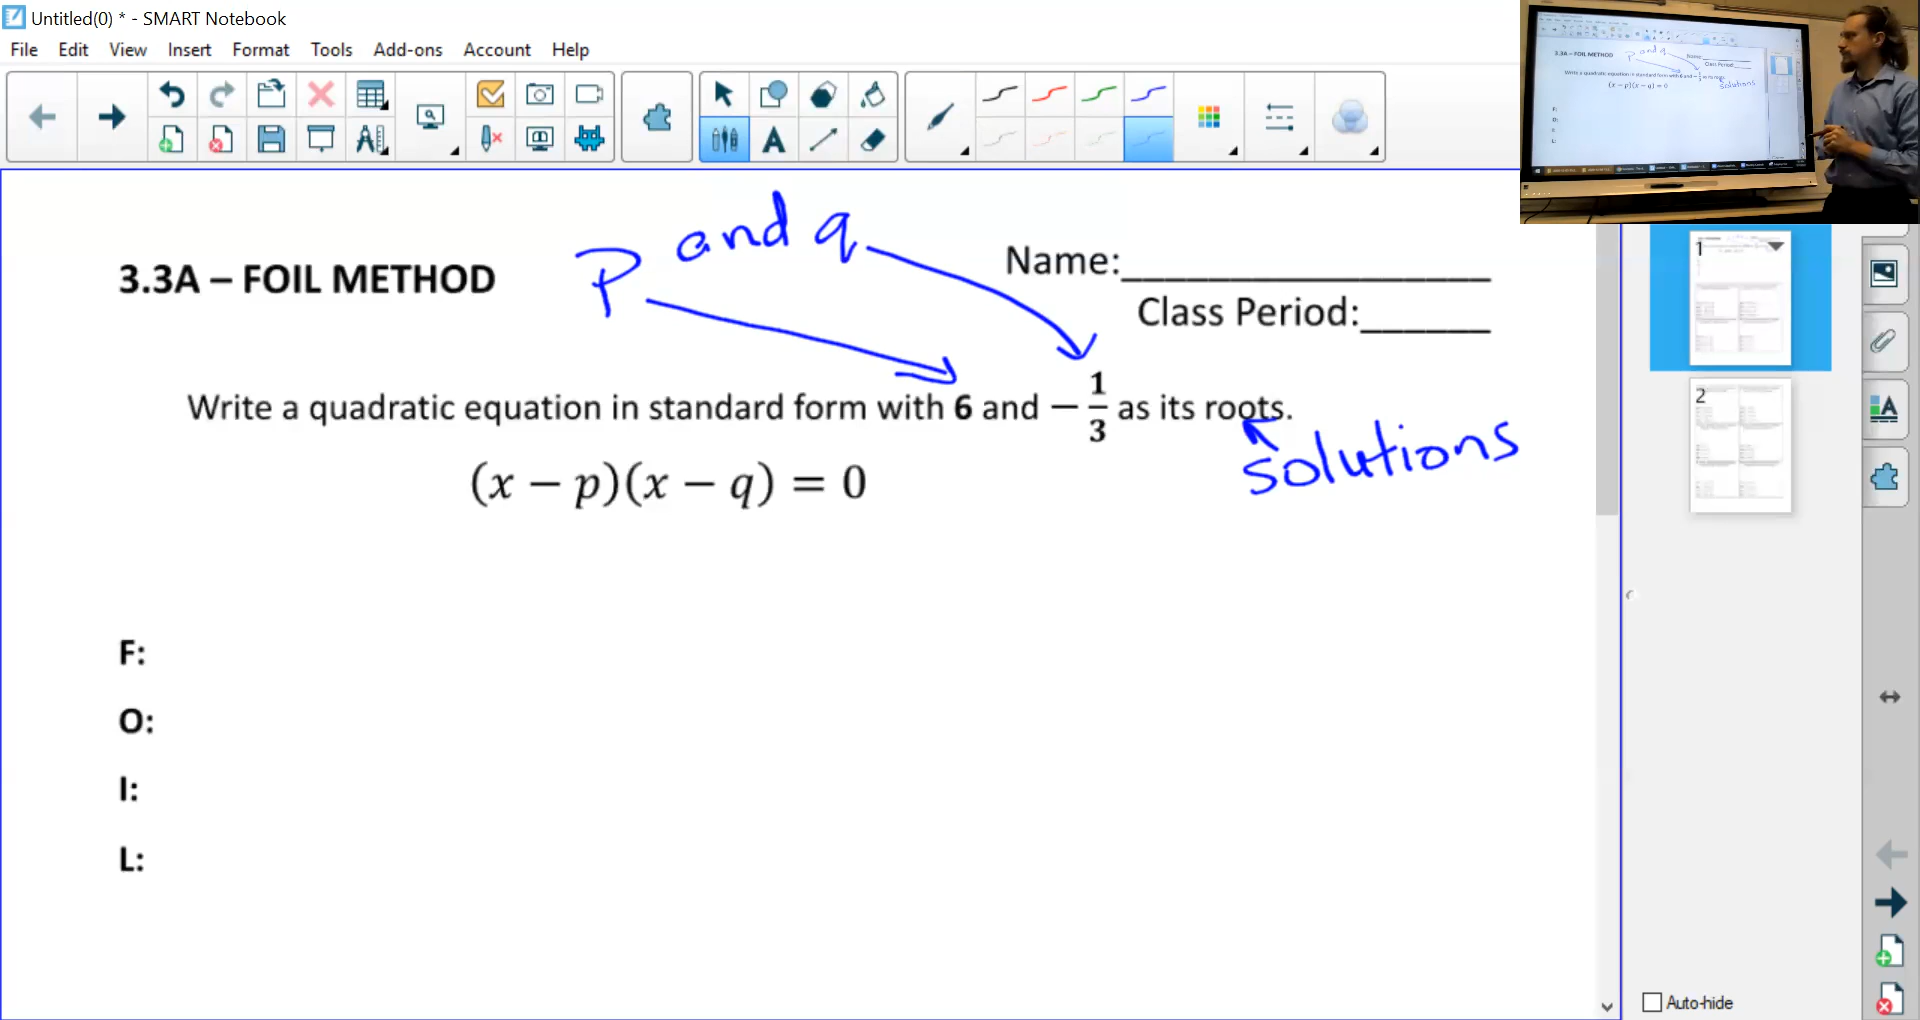 Untitled(0) * - SMART Notebook
File Edit View Insert Format Tools Add-ons Account Help
P and q
3.3A – FOIL METHOD
Name:__________________
Class Period:______
Write a quadratic equation in standard form with 6 and −1/3 as its roots.
solutions
(x − p)(x − q) = 0
F:
O:
I:
L:
1
2
Auto-hide